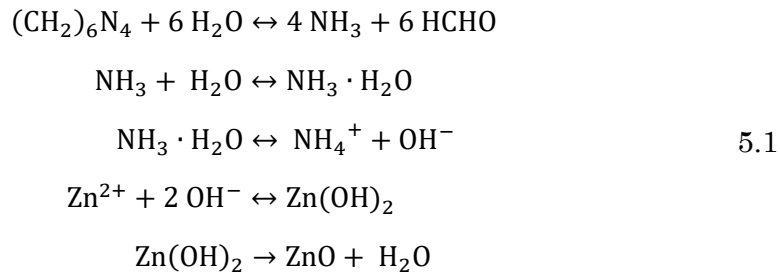 (CH₂)₆N₄ + 6 H₂O ↔ 4 NH₃ + 6 HCHO
NH₃ + H₂O ↔ NH₃ · H₂O
NH₃ · H₂O ↔ NH₄⁺ + OH⁻ 5.1
Zn²⁺ + 2 OH⁻ ↔ Zn(OH)₂
Zn(OH)₂ → ZnO + H₂O